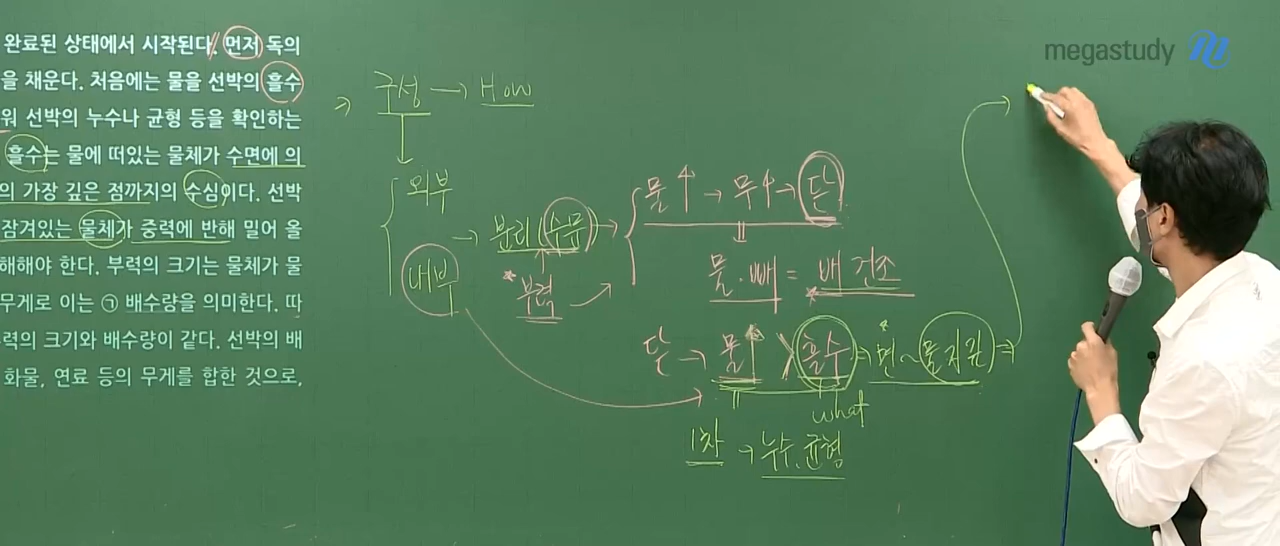 완료된 상태에서 시작된다. 먼저 독의
을 채운다. 처음에는 물을 선박의 흘수
워 선박의 누수나 균형 등을 확인하는
흘수는 물에 떠있는 물체가 수면에 의
의 가장 깊은 점까지의 수심이다. 선박
잠겨있는 물체가 중력에 반해 밀어 올
해해야 한다. 부력의 크기는 물체가 물
무게로 이는 ㉠ 배수량을 의미한다. 따
력의 크기와 배수량이 같다. 선박의 배
화물, 연료 등의 무게를 합한 것으로,
megastudy
→ 구성 → How
외부
내부 → 분리(수문) →
* 부력
물↑ → 무↑ → 닫
물·빼 = 배 건조
닫 → 물↑ 흘수 ⇒ 면~물지끝) ⇒
what
1차 → 누수, 균형